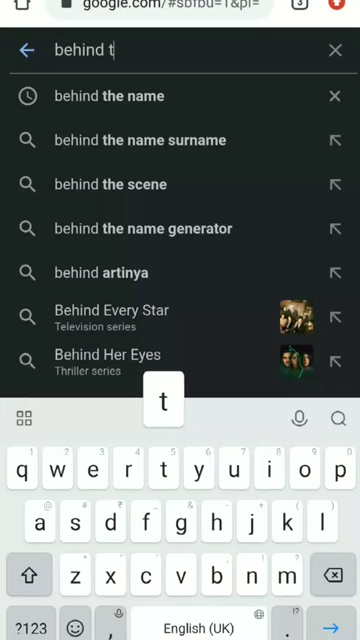 google.com/#sbfbu=1&pi=
3
behind t
behind the name
behind the name surname
behind the scene
behind the name generator
behind artinya
Behind Every Star
Television series
Behind Her Eyes
Thriller series
t
1 2 3 4 5 6 7 8 9 0
q w e r t y u i o p
@ # ₹ _ & - + ( )
a s d f g h j k l
* " ' : ; ! ?
z x c v b n m
?123 , English (UK) . !?